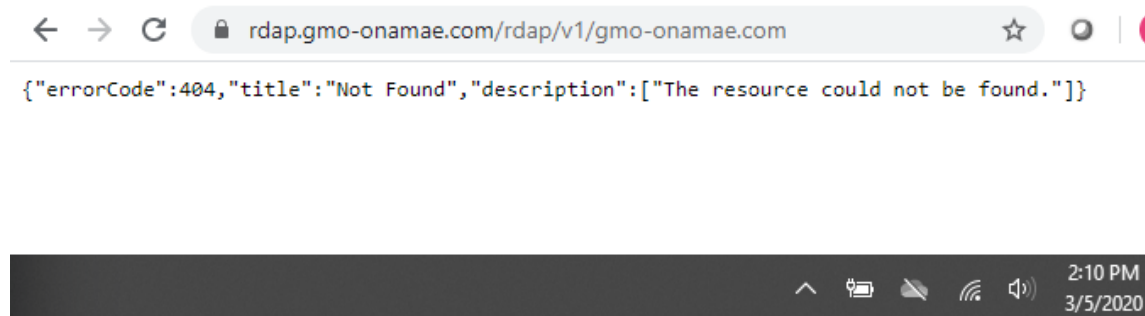 rdap.gmo-onamae.com/rdap/v1/gmo-onamae.com
{"errorCode":404,"title":"Not Found","description":["The resource could not be found."]}
2:10 PM
3/5/2020